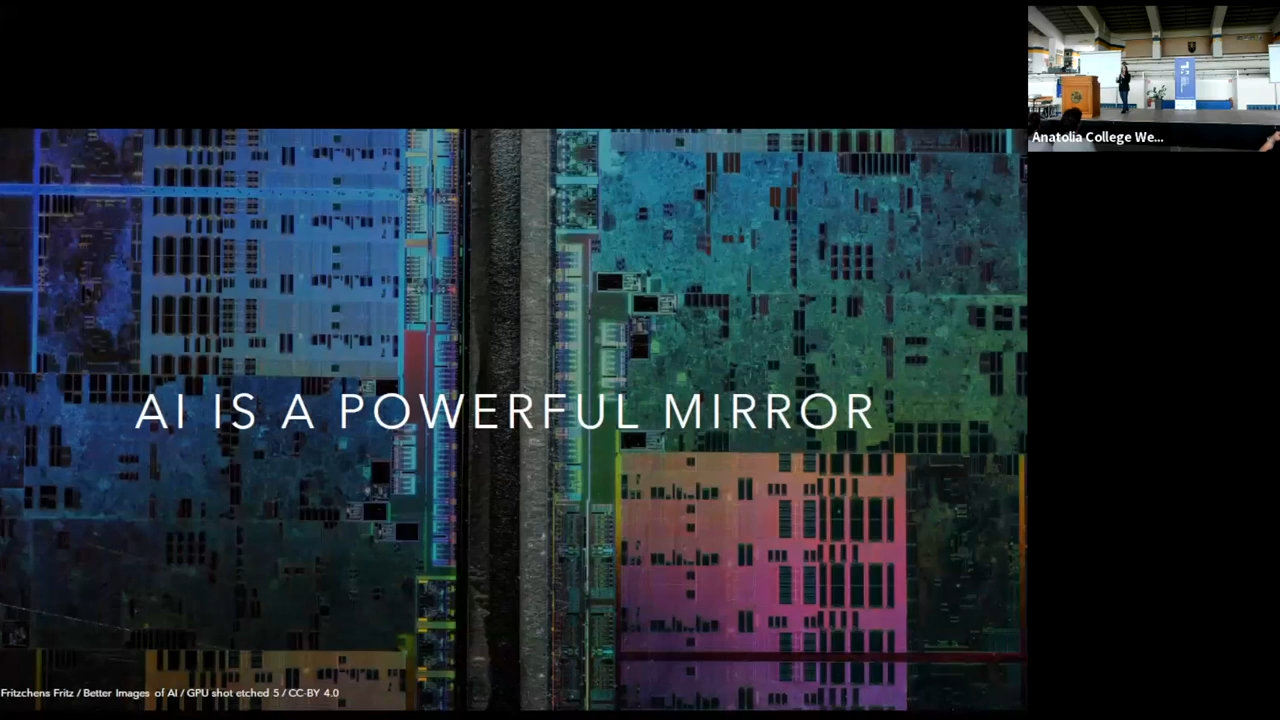 Anatolia College We...
AI IS A POWERFUL MIRROR
Fritzchens Fritz / Better Images of AI / GPU shot etched 5 / CC-BY 4.0